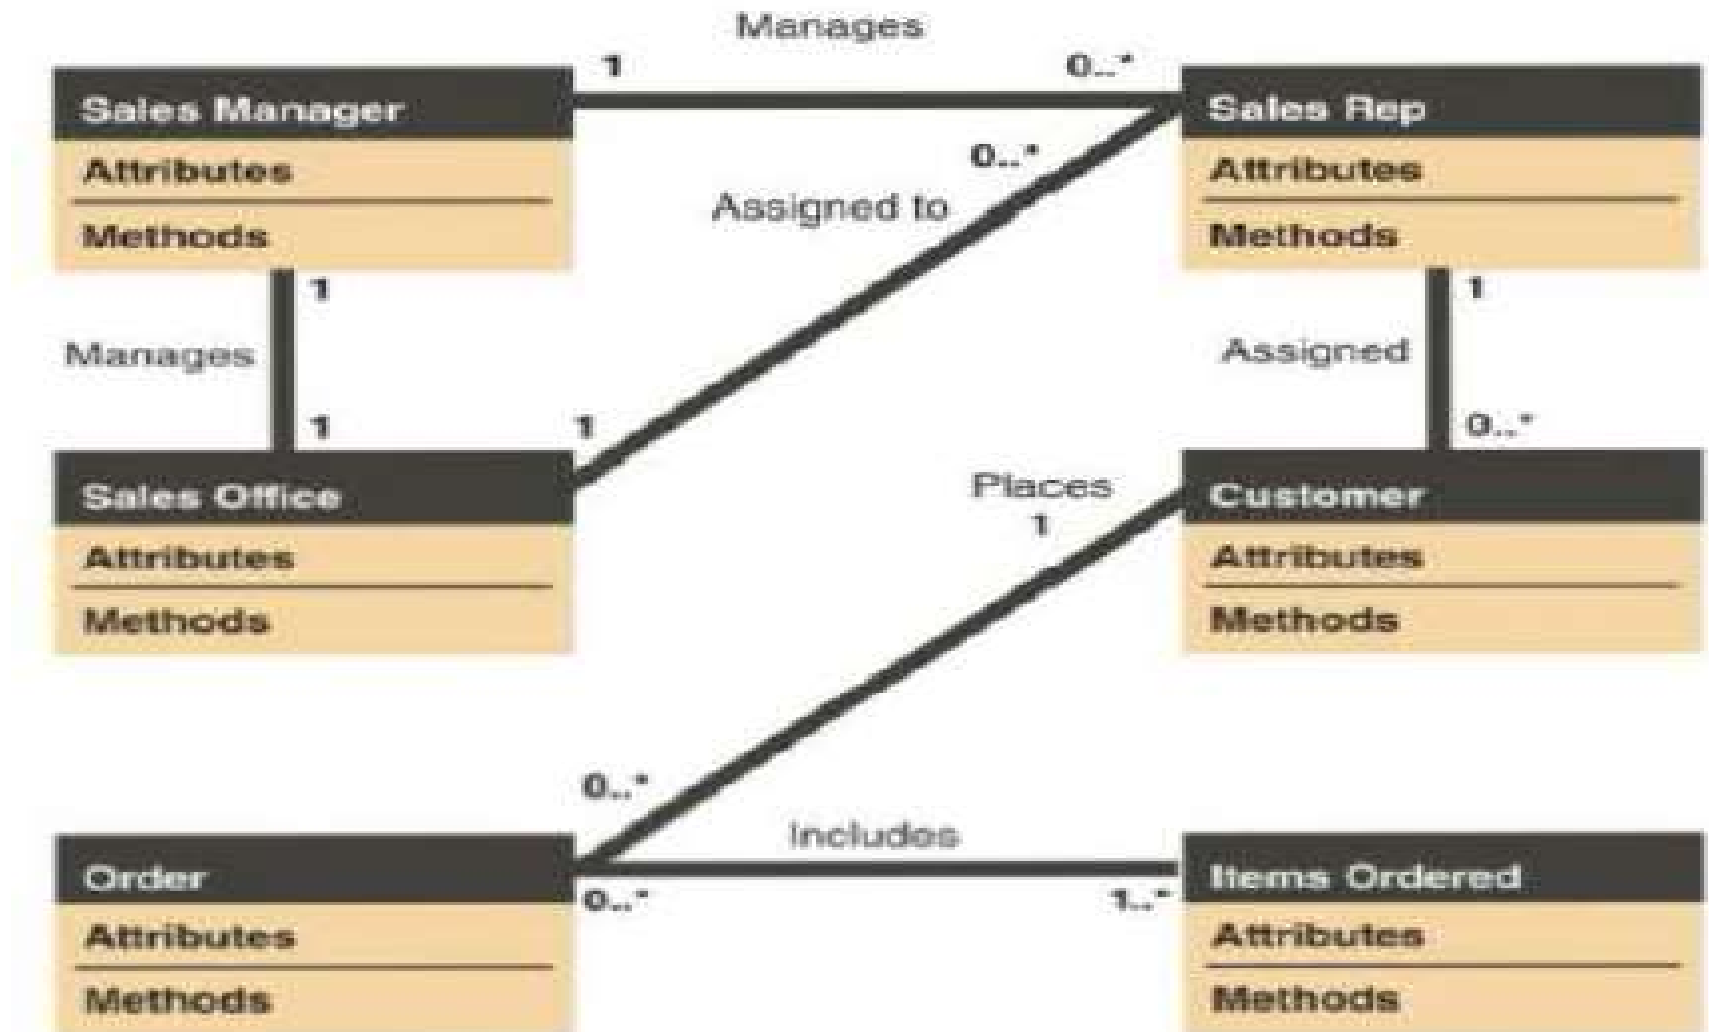 Manages
1
0..*
Sales Manager
Attributes
Methods
Sales Rep
Attributes
Methods
0..*
Assigned to
1
Manages
1
1
1
Assigned
0..*
Sales Office
Attributes
Methods
Places
1
Customer
Attributes
Methods
0..*
Includes
Order
Attributes
Methods
0..*
1..*
Items Ordered
Attributes
Methods